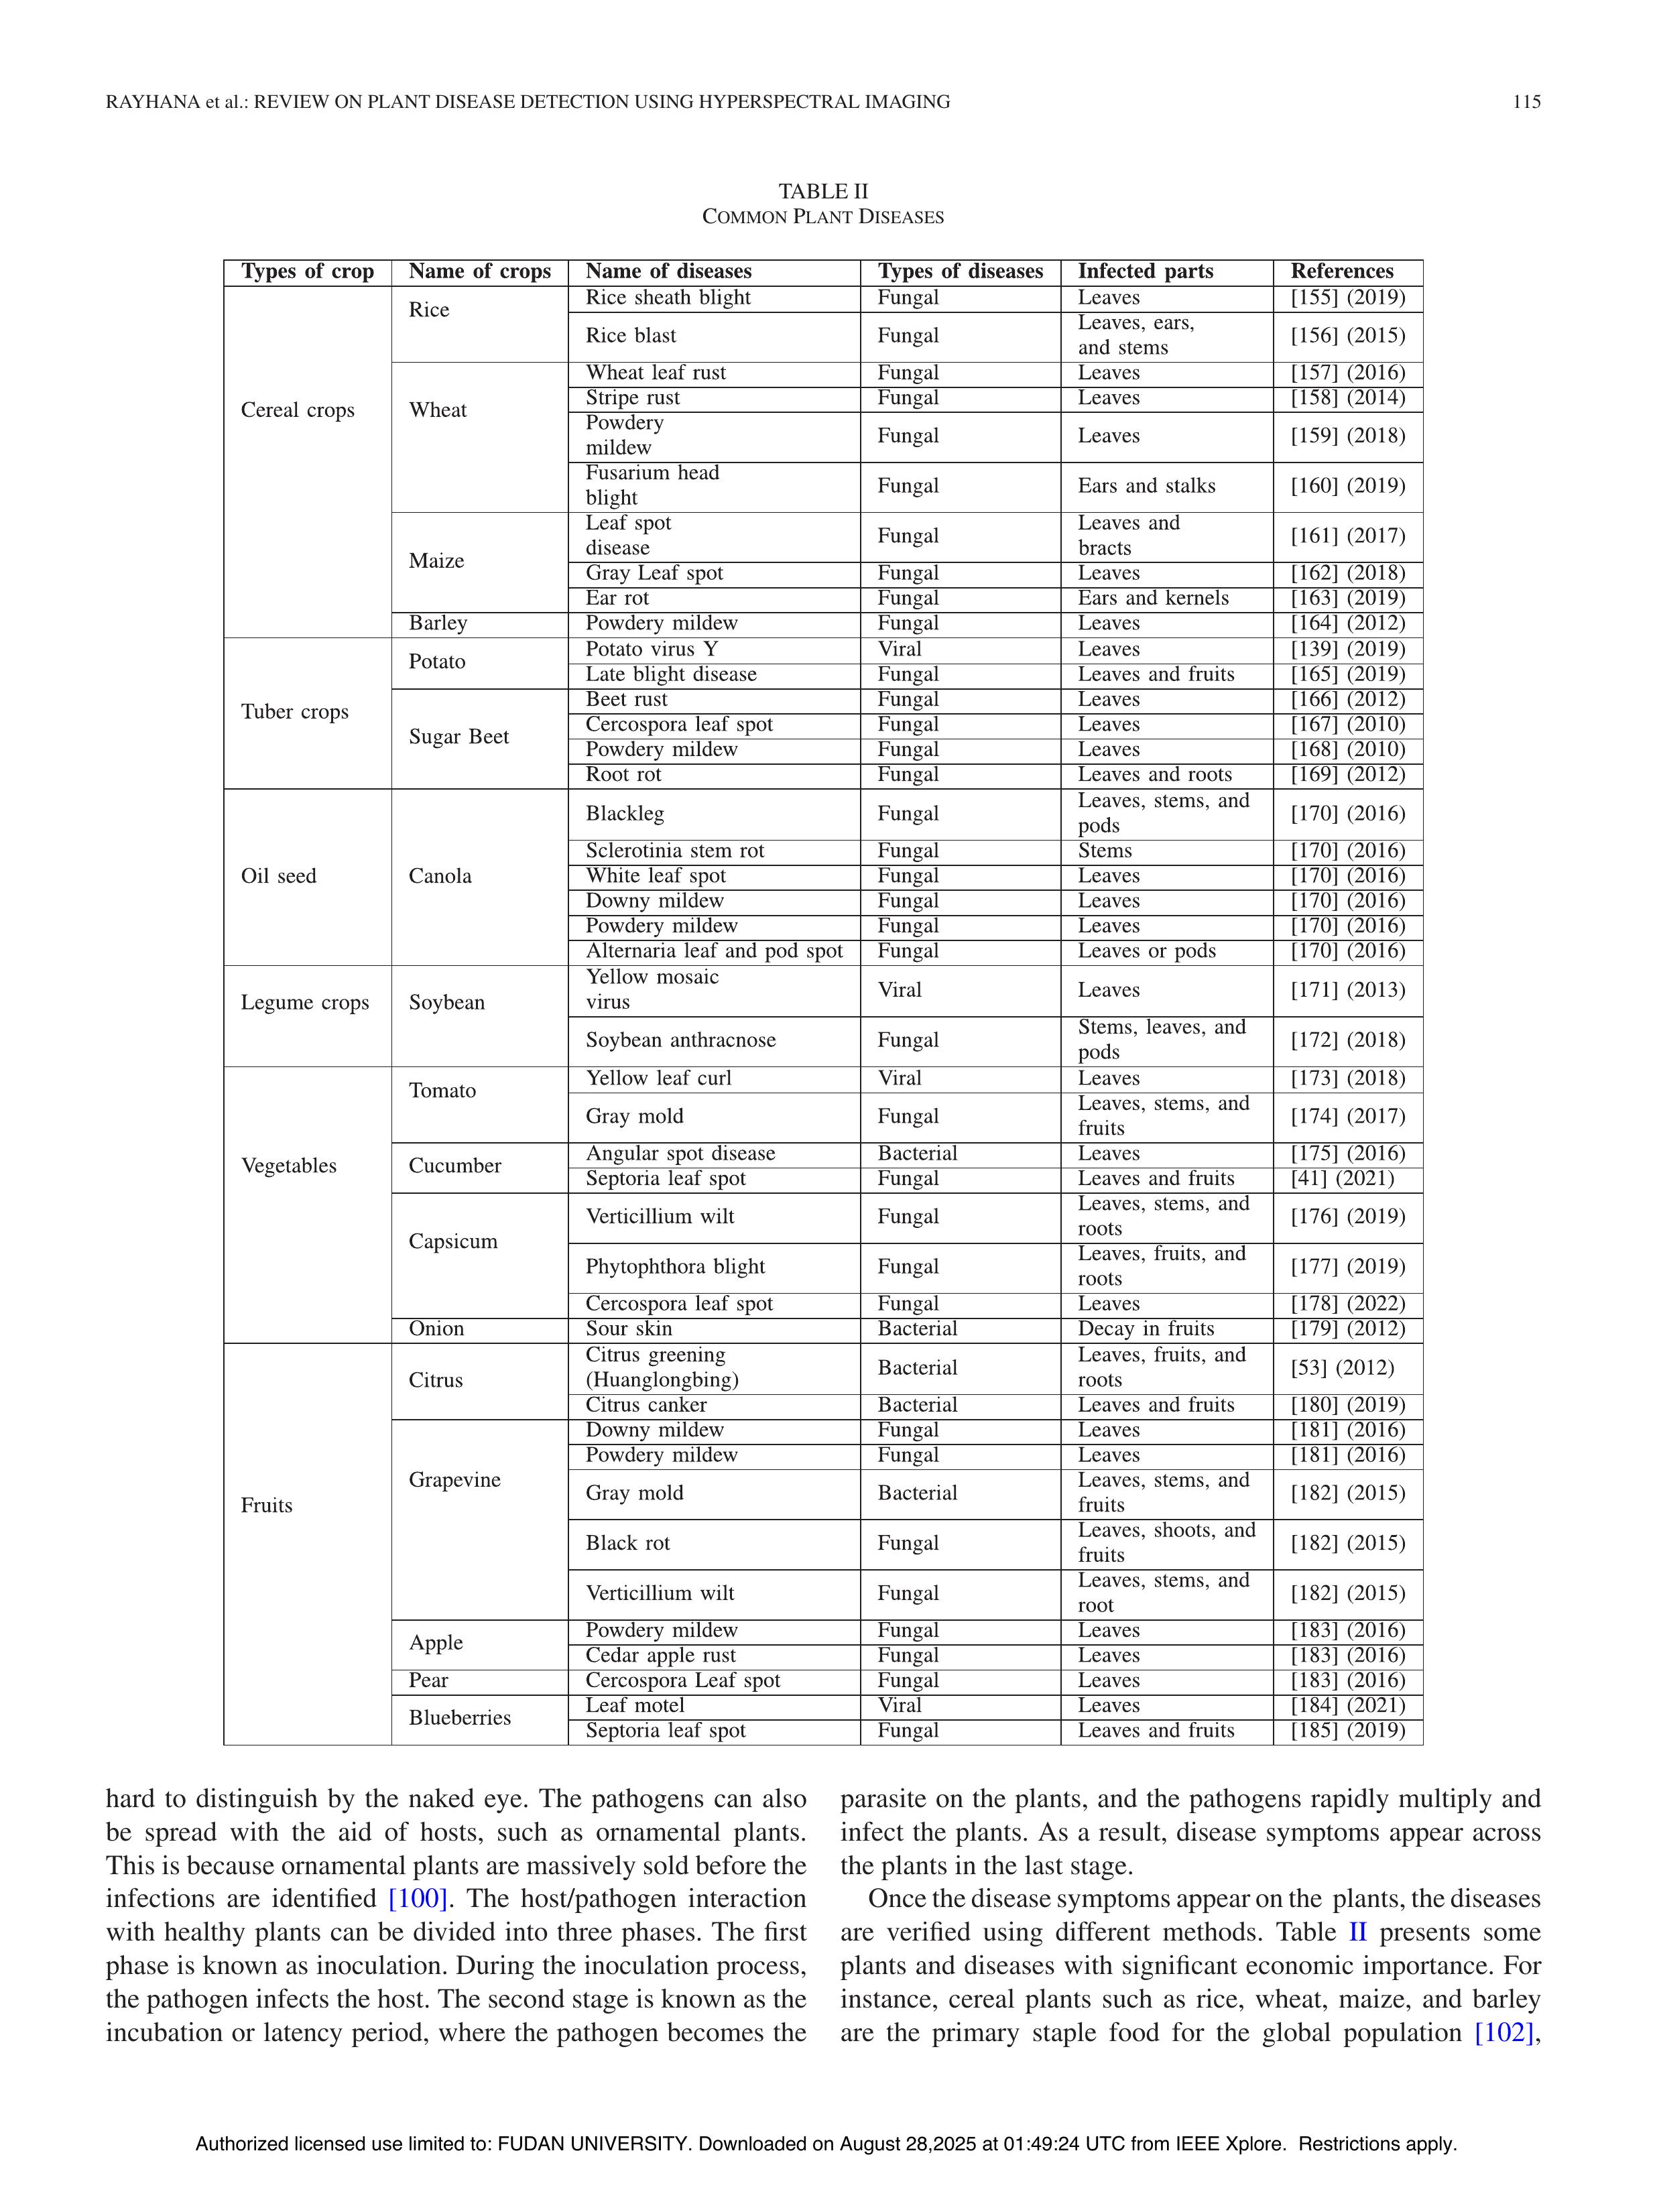 RAYHANA et al.: REVIEW ON PLANT DISEASE DETECTION USING HYPERSPECTRAL IMAGING 115
TABLE II
COMMON PLANT DISEASES
Types of crop Name of crops Name of diseases Types of diseases Infected parts References
Cereal crops Rice Rice sheath blight Fungal Leaves [155] (2019)
Rice blast Fungal Leaves, ears,
and stems [156] (2015)
Wheat Wheat leaf rust Fungal Leaves [157] (2016)
Stripe rust Fungal Leaves [158] (2014)
Powdery
mildew Fungal Leaves [159] (2018)
Fusarium head
blight Fungal Ears and stalks [160] (2019)
Maize Leaf spot
disease Fungal Leaves and
bracts [161] (2017)
Gray Leaf spot Fungal Leaves [162] (2018)
Ear rot Fungal Ears and kernels [163] (2019)
Barley Powdery mildew Fungal Leaves [164] (2012)
Tuber crops Potato Potato virus Y Viral Leaves [139] (2019)
Late blight disease Fungal Leaves and fruits [165] (2019)
Sugar Beet Beet rust Fungal Leaves [166] (2012)
Cercospora leaf spot Fungal Leaves [167] (2010)
Powdery mildew Fungal Leaves [168] (2010)
Root rot Fungal Leaves and roots [169] (2012)
Oil seed Canola Blackleg Fungal Leaves, stems, and
pods [170] (2016)
Sclerotinia stem rot Fungal Stems [170] (2016)
White leaf spot Fungal Leaves [170] (2016)
Downy mildew Fungal Leaves [170] (2016)
Powdery mildew Fungal Leaves [170] (2016)
Alternaria leaf and pod spot Fungal Leaves or pods [170] (2016)
Legume crops Soybean Yellow mosaic
virus Viral Leaves [171] (2013)
Soybean anthracnose Fungal Stems, leaves, and
pods [172] (2018)
Vegetables Tomato Yellow leaf curl Viral Leaves [173] (2018)
Gray mold Fungal Leaves, stems, and
fruits [174] (2017)
Cucumber Angular spot disease Bacterial Leaves [175] (2016)
Septoria leaf spot Fungal Leaves and fruits [41] (2021)
Capsicum Verticillium wilt Fungal Leaves, stems, and
roots [176] (2019)
Phytophthora blight Fungal Leaves, fruits, and
roots [177] (2019)
Cercospora leaf spot Fungal Leaves [178] (2022)
Onion Sour skin Bacterial Decay in fruits [179] (2012)
Fruits Citrus Citrus greening
(Huanglongbing) Bacterial Leaves, fruits, and
roots [53] (2012)
Citrus canker Bacterial Leaves and fruits [180] (2019)
Grapevine Downy mildew Fungal Leaves [181] (2016)
Powdery mildew Fungal Leaves [181] (2016)
Gray mold Bacterial Leaves, stems, and
fruits [182] (2015)
Black rot Fungal Leaves, shoots, and
fruits [182] (2015)
Verticillium wilt Fungal Leaves, stems, and
root [182] (2015)
Apple Powdery mildew Fungal Leaves [183] (2016)
Cedar apple rust Fungal Leaves [183] (2016)
Pear Cercospora Leaf spot Fungal Leaves [183] (2016)
Blueberries Leaf motel Viral Leaves [184] (2021)
Septoria leaf spot Fungal Leaves and fruits [185] (2019)
hard to distinguish by the naked eye. The pathogens can also
be spread with the aid of hosts, such as ornamental plants.
This is because ornamental plants are massively sold before the
infections are identified [100]. The host/pathogen interaction
with healthy plants can be divided into three phases. The first
phase is known as inoculation. During the inoculation process,
the pathogen infects the host. The second stage is known as the
incubation or latency period, where the pathogen becomes the
parasite on the plants, and the pathogens rapidly multiply and
infect the plants. As a result, disease symptoms appear across
the plants in the last stage.
Once the disease symptoms appear on the plants, the diseases
are verified using different methods. Table II presents some
plants and diseases with significant economic importance. For
instance, cereal plants such as rice, wheat, maize, and barley
are the primary staple food for the global population [102],
Authorized licensed use limited to: FUDAN UNIVERSITY. Downloaded on August 28,2025 at 01:49:24 UTC from IEEE Xplore. Restrictions apply.